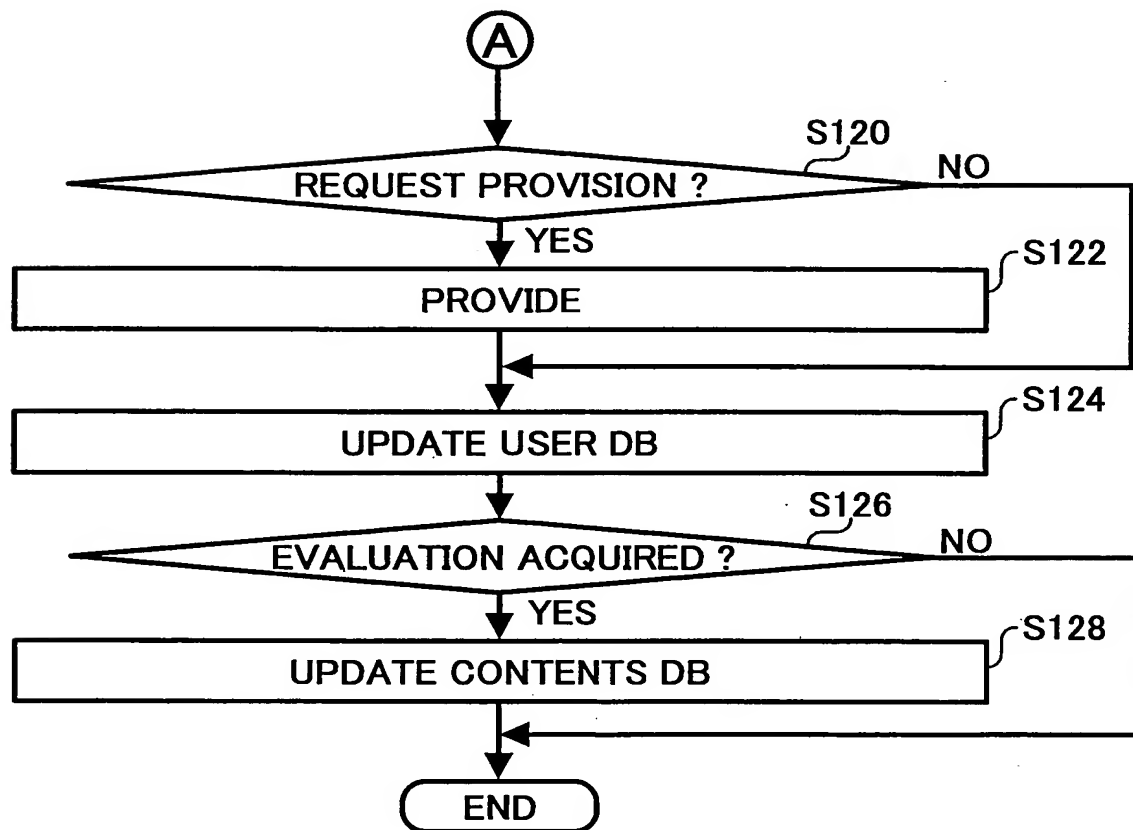 A
S120
REQUEST PROVISION ?
NO
YES
S122
PROVIDE
S124
UPDATE USER DB
S126
EVALUATION ACQUIRED ?
NO
YES
S128
UPDATE CONTENTS DB
END